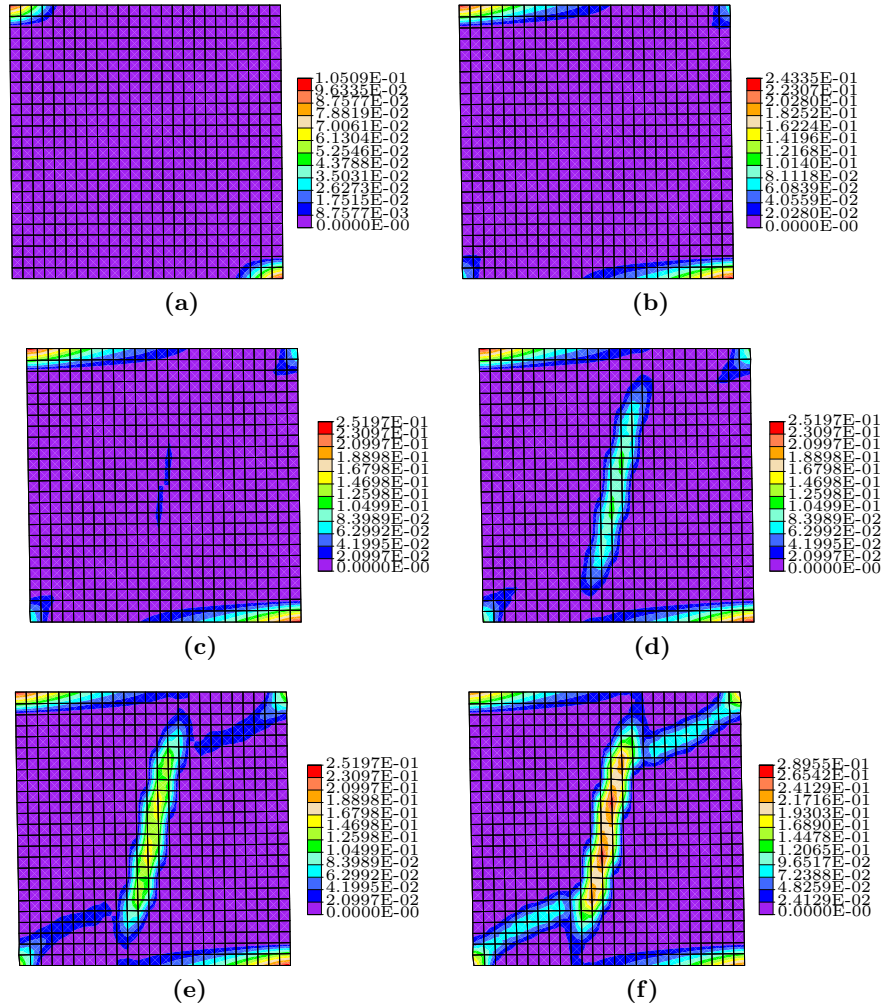 1.0509E-01
9.6335E-02
8.7577E-02
7.8819E-02
7.0061E-02
6.1304E-02
5.2546E-02
4.3788E-02
3.5031E-02
2.6273E-02
1.7515E-02
8.7577E-03
0.0000E-00
(a)
2.4335E-01
2.2307E-01
2.0280E-01
1.8252E-01
1.6224E-01
1.4196E-01
1.2168E-01
1.0140E-01
8.1118E-02
6.0839E-02
4.0559E-02
2.0280E-02
0.0000E-00
(b)
2.5197E-01
2.3097E-01
2.0997E-01
1.8898E-01
1.6798E-01
1.4698E-01
1.2598E-01
1.0499E-01
8.3989E-02
6.2992E-02
4.1995E-02
2.0997E-02
0.0000E-00
(c)
2.5197E-01
2.3097E-01
2.0997E-01
1.8898E-01
1.6798E-01
1.4698E-01
1.2598E-01
1.0499E-01
8.3989E-02
6.2992E-02
4.1995E-02
2.0997E-02
0.0000E-00
(d)
2.5197E-01
2.3097E-01
2.0997E-01
1.8898E-01
1.6798E-01
1.4698E-01
1.2598E-01
1.0499E-01
8.3989E-02
6.2992E-02
4.1995E-02
2.0997E-02
0.0000E-00
(e)
2.8955E-01
2.6542E-01
2.4129E-01
2.1716E-01
1.9303E-01
1.6890E-01
1.4478E-01
1.2065E-01
9.6517E-02
7.2388E-02
4.8259E-02
2.4129E-02
0.0000E-00
(f)